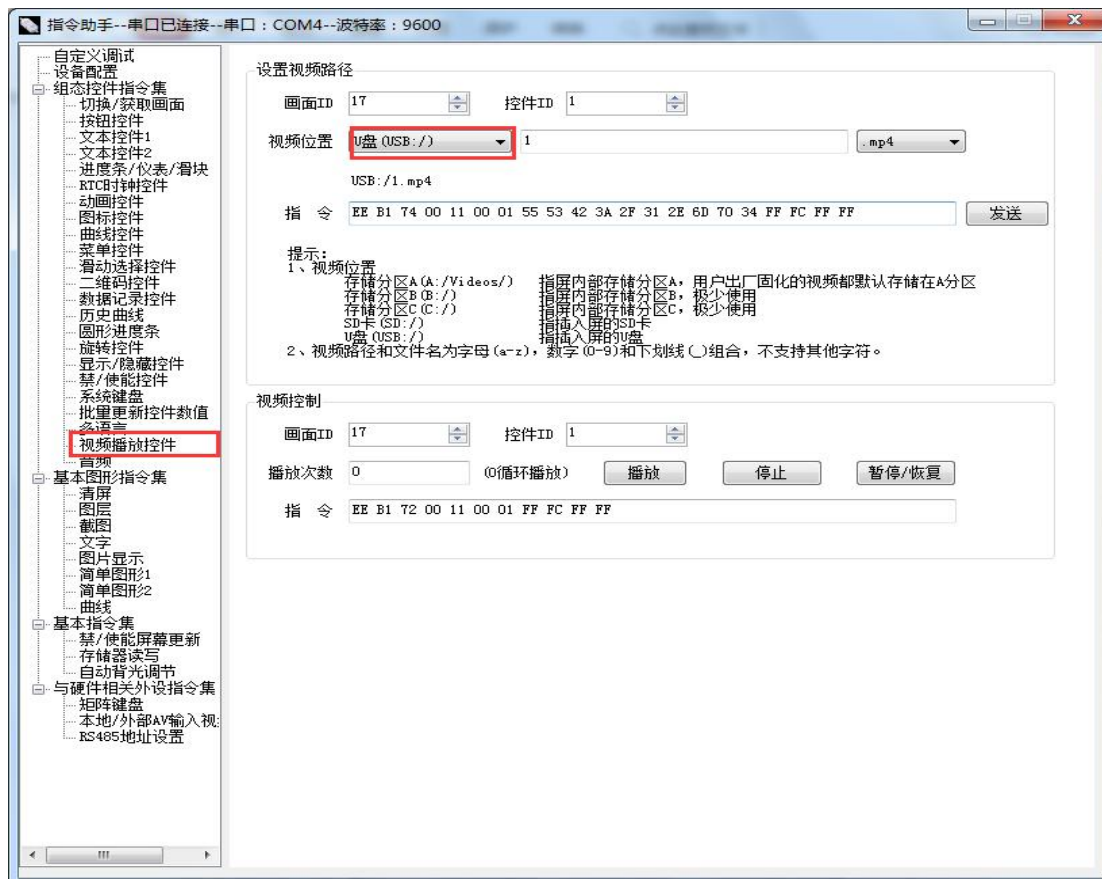 指令助手--串口已连接--串口：COM4--波特率：9600
自定义调试
设备配置
组态控件指令集
切换/获取画面
按钮控件
文本控件1
文本控件2
进度条/仪表/滑块
RTC时钟控件
动画控件
图标控件
曲线控件
菜单控件
滑动选择控件
二维码控件
数据记录控件
历史曲线
圆形进度条
旋转控件
显示/隐藏控件
禁/使能控件
系统键盘
批量更新控件数值
多语言
视频播放控件
音频
基本图形指令集
清屏
图层
截图
文字
图片显示
简单图形1
简单图形2
曲线
基本指令集
禁/使能屏幕更新
存储器读写
自动背光调节
与硬件相关外设指令集
矩阵键盘
本地/外部AV输入视
RS485地址设置
设置视频路径
画面ID 17 控件ID 1
视频位置 U盘(USB:/) 1 .mp4
USB:/1.mp4
指 令 EE B1 74 00 11 00 01 55 53 42 3A 2F 31 2E 6D 70 34 FF FC FF FF 发送
提示：
1、视频位置
存储分区A(A:/Videos/) 指屏内部存储分区A，用户出厂固化的视频都默认存储在A分区
存储分区B(B:/) 指屏内部存储分区B，极少使用
存储分区C(C:/) 指屏内部存储分区C，极少使用
SD卡(SD:/) 指插入屏的SD卡
U盘(USB:/) 指插入屏的U盘
2、视频路径和文件名为字母(a-z)，数字(0-9)和下划线(_)组合，不支持其他字符。
视频控制
画面ID 17 控件ID 1
播放次数 0 (0循环播放) 播放 停止 暂停/恢复
指 令 EE B1 72 00 11 00 01 FF FC FF FF